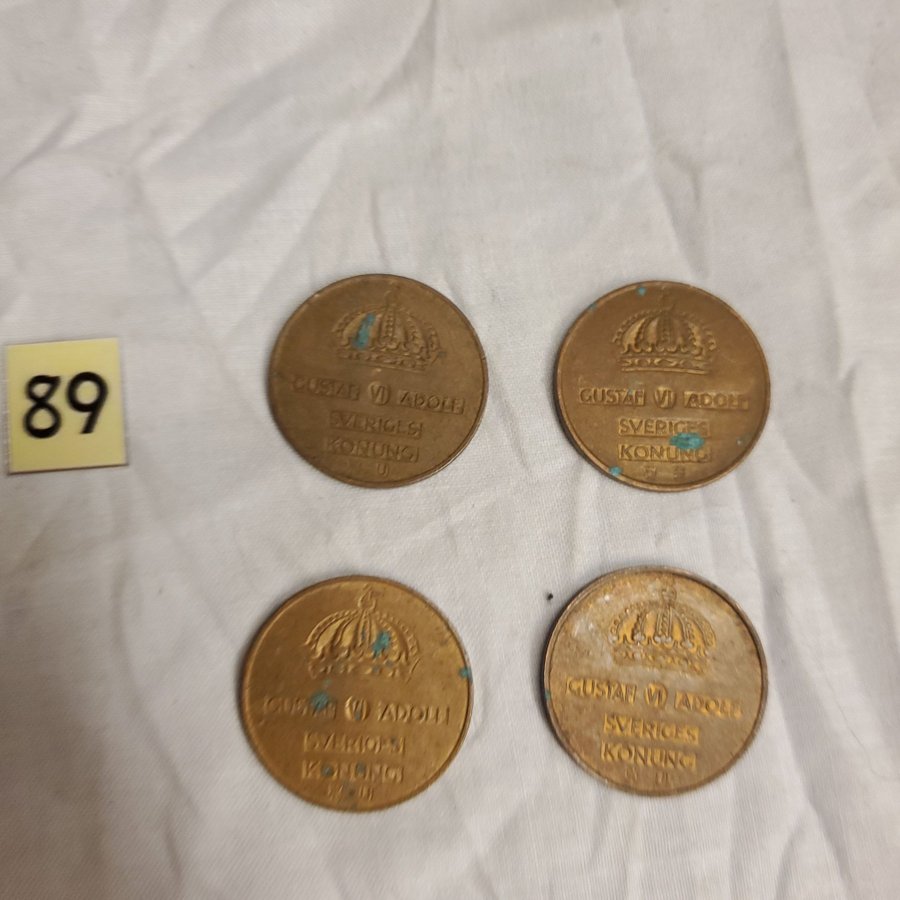 89
GUSTAF VI ADOLF
SVERIGES
KONUNG
U
GUSTAF VI ADOLF
SVERIGES
KONUNG
GUSTAF VI ADOLF
SVERIGES
KONUNG
U
GUSTAF VI ADOLF
SVERIGES
KONUNG
U